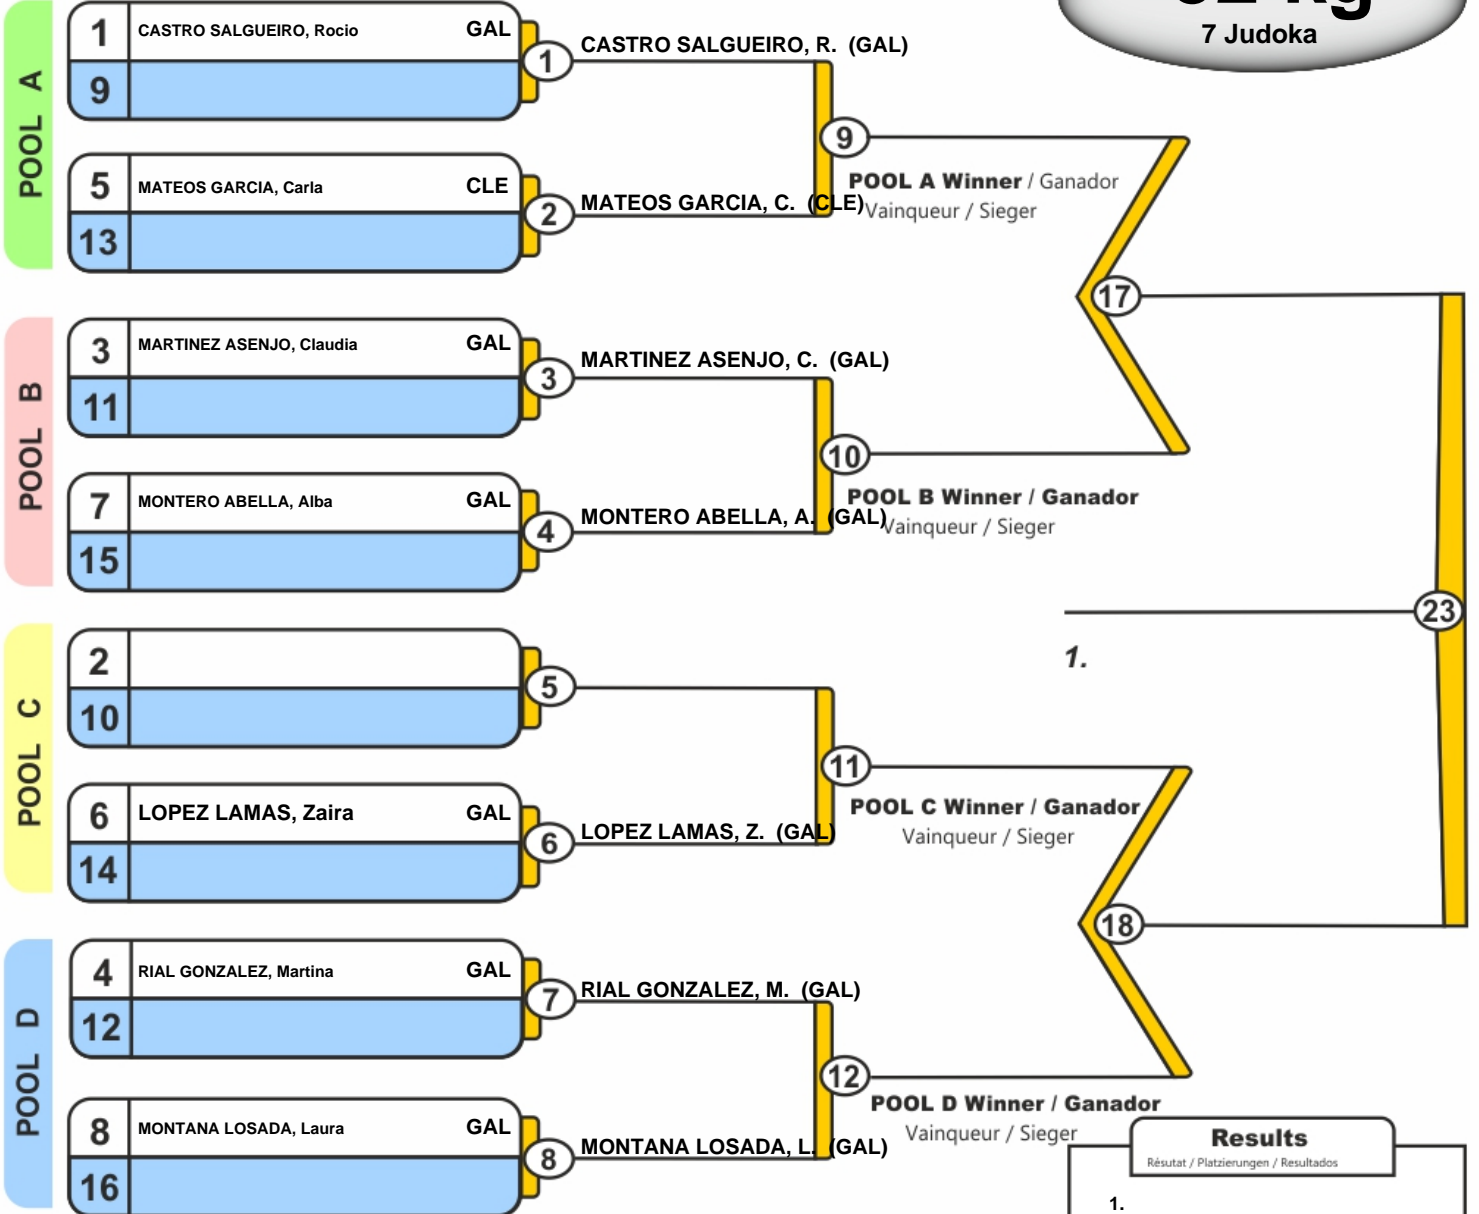 7 Judoka
POOL A
1 CASTRO SALGUEIRO, Rocio GAL
9
1
CASTRO SALGUEIRO, R. (GAL)
5 MATEOS GARCIA, Carla CLE
13
2
MATEOS GARCIA, C. (CLE)
9
POOL A Winner / Ganador
Vainqueur / Sieger
17
POOL B
3 MARTINEZ ASENJO, Claudia GAL
11
3
MARTINEZ ASENJO, C. (GAL)
7 MONTERO ABELLA, Alba GAL
15
4
MONTERO ABELLA, A. (GAL)
10
POOL B Winner / Ganador
Vainqueur / Sieger
23
1.
POOL C
2
10
5
6 LOPEZ LAMAS, Zaira GAL
14
6
LOPEZ LAMAS, Z. (GAL)
11
POOL C Winner / Ganador
Vainqueur / Sieger
18
POOL D
4 RIAL GONZALEZ, Martina GAL
12
7
RIAL GONZALEZ, M. (GAL)
8 MONTANA LOSADA, Laura GAL
16
8
MONTANA LOSADA, L. (GAL)
12
POOL D Winner / Ganador
Vainqueur / Sieger
Results
Résutat / Platzierungen / Resultados
1.